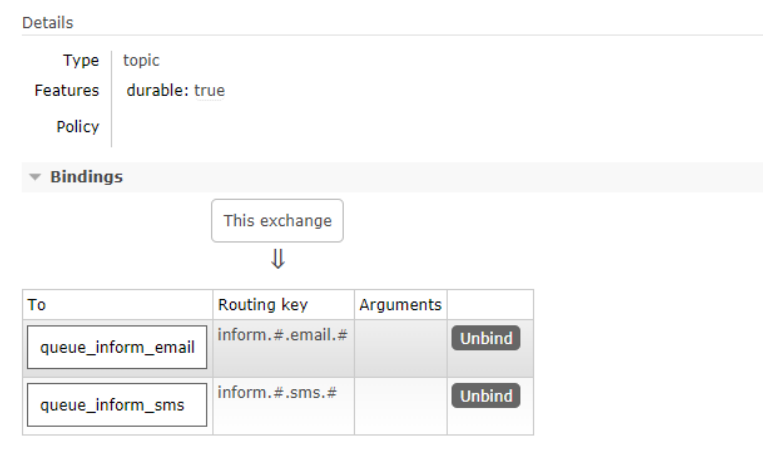 Details
Type topic
Features durable: true
Policy
Bindings
This exchange
⇓
To Routing key Arguments
queue_inform_email inform.#.email.# Unbind
queue_inform_sms inform.#.sms.# Unbind